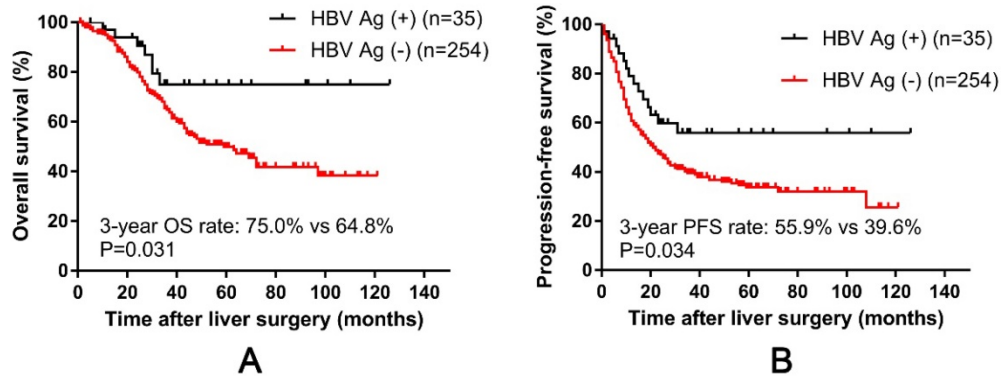 HBV Ag (+) (n=35)
HBV Ag (-) (n=254)
Overall survival (%)
100
80
60
40
20
0
3-year OS rate: 75.0% vs 64.8%
P=0.031
0 20 40 60 80 100 120 140
Time after liver surgery (months)
A
HBV Ag (+) (n=35)
HBV Ag (-) (n=254)
Progression-free survival (%)
100
80
60
40
20
0
3-year PFS rate: 55.9% vs 39.6%
P=0.034
0 20 40 60 80 100 120 140
Time after liver surgery (months)
B